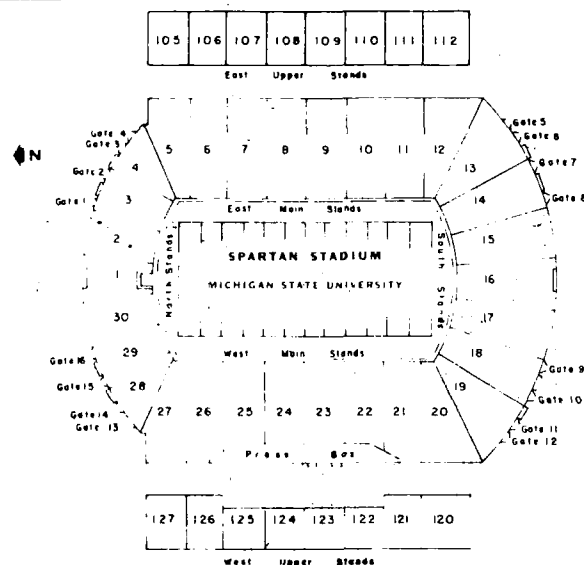 105 106 107 108 109 110 111 112
East Upper Stands
Gate 4
Gate 3
Gate 2
Gate 1
N
5 6 7 8 9 10 11 12
Gate 5
Gate 6
Gate 7
Gate 8
4
3
2
1
30
29
28
13
14
15
16
17
18
19
East Main Stands
North Stands
SPARTAN STADIUM
MICHIGAN STATE UNIVERSITY
South Stands
West Main Stands
Gate 16
Gate 15
Gate 14
Gate 13
27 26 25 24 23 22 21 20
Gate 9
Gate 10
Gate 11
Gate 12
Press Box
127 126 125 124 123 122 121 120
West Upper Stands